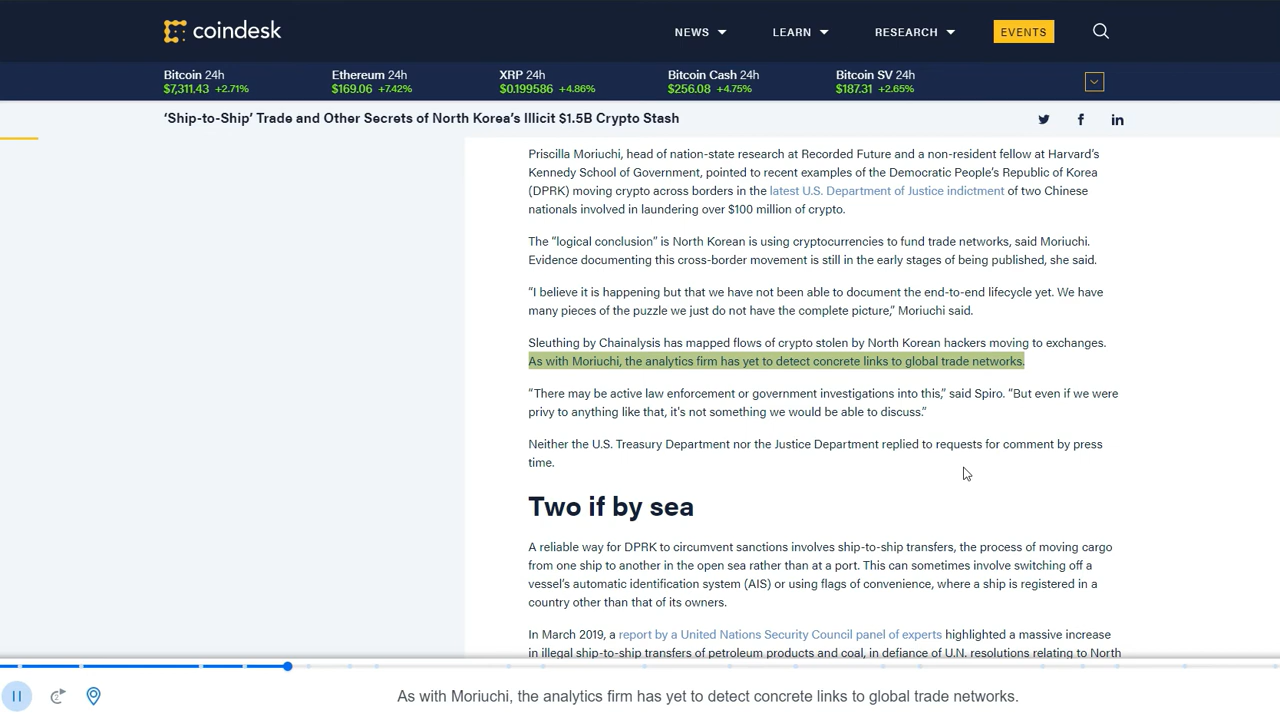 coindesk
NEWS LEARN RESEARCH EVENTS
Bitcoin 24h Ethereum 24h XRP 24h Bitcoin Cash 24h Bitcoin SV 24h
$7,311.43 +2.71% $169.06 +7.42% $0.199586 +4.86% $256.08 +4.75% $187.31 +2.65%
‘Ship-to-Ship’ Trade and Other Secrets of North Korea’s Illicit $1.5B Crypto Stash
Priscilla Moriuchi, head of nation-state research at Recorded Future and a non-resident fellow at Harvard’s
Kennedy School of Government, pointed to recent examples of the Democratic People’s Republic of Korea
(DPRK) moving crypto across borders in the latest U.S. Department of Justice indictment of two Chinese
nationals involved in laundering over $100 million of crypto.
The “logical conclusion” is North Korean is using cryptocurrencies to fund trade networks, said Moriuchi.
Evidence documenting this cross-border movement is still in the early stages of being published, she said.
“I believe it is happening but that we have not been able to document the end-to-end lifecycle yet. We have
many pieces of the puzzle we just do not have the complete picture,” Moriuchi said.
Sleuthing by Chainalysis has mapped flows of crypto stolen by North Korean hackers moving to exchanges.
As with Moriuchi, the analytics firm has yet to detect concrete links to global trade networks.
“There may be active law enforcement or government investigations into this,” said Spiro. “But even if we were
privy to anything like that, it’s not something we would be able to discuss.”
Neither the U.S. Treasury Department nor the Justice Department replied to requests for comment by press
time.
Two if by sea
A reliable way for DPRK to circumvent sanctions involves ship-to-ship transfers, the process of moving cargo
from one ship to another in the open sea rather than at a port. This can sometimes involve switching off a
vessel’s automatic identification system (AIS) or using flags of convenience, where a ship is registered in a
country other than that of its owners.
In March 2019, a report by a United Nations Security Council panel of experts highlighted a massive increase
in illegal ship-to-ship transfers of petroleum products and coal, in defiance of U.N. resolutions relating to North
As with Moriuchi, the analytics firm has yet to detect concrete links to global trade networks.